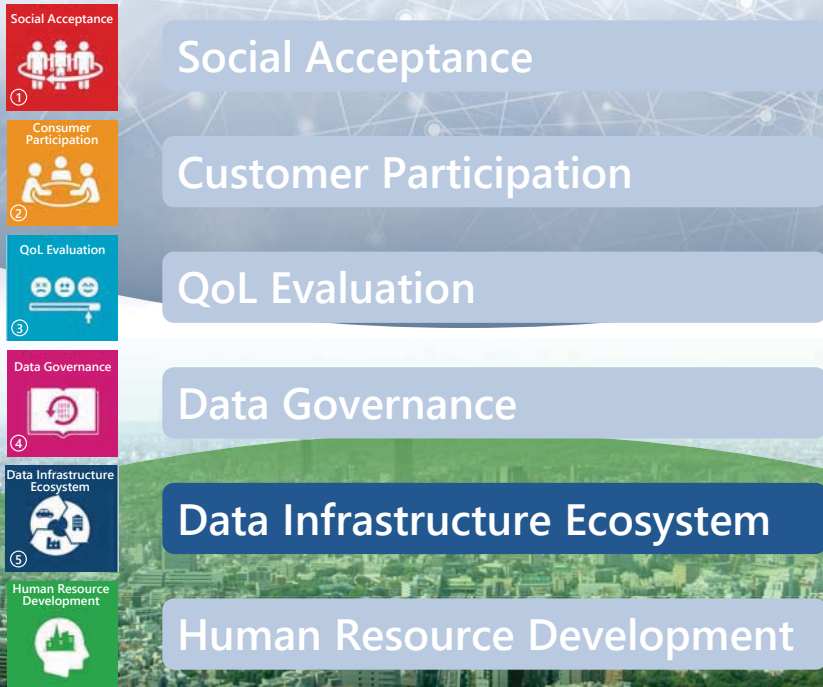 Social Acceptance
①
Social Acceptance
Consumer
Participation
②
Customer Participation
QoL Evaluation
③
QoL Evaluation
Data Governance
④
Data Governance
Data Infrastructure
Ecosystem
⑤
Data Infrastructure Ecosystem
Human Resource
Development
Human Resource Development